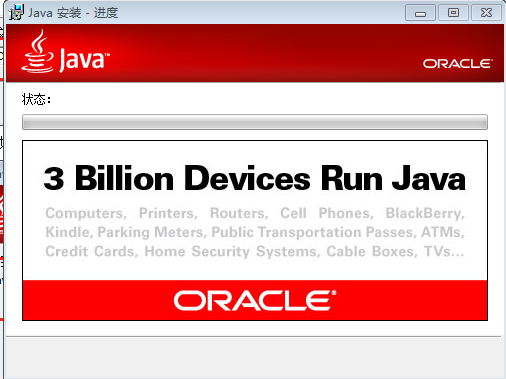 Java 安装 - 进度
Java™
ORACLE®
状态：
3 Billion Devices Run Java
Computers, Printers, Routers, Cell Phones, BlackBerry,
Kindle, Parking Meters, Public Transportation Passes, ATMs,
Credit Cards, Home Security Systems, Cable Boxes, TVs...
ORACLE®